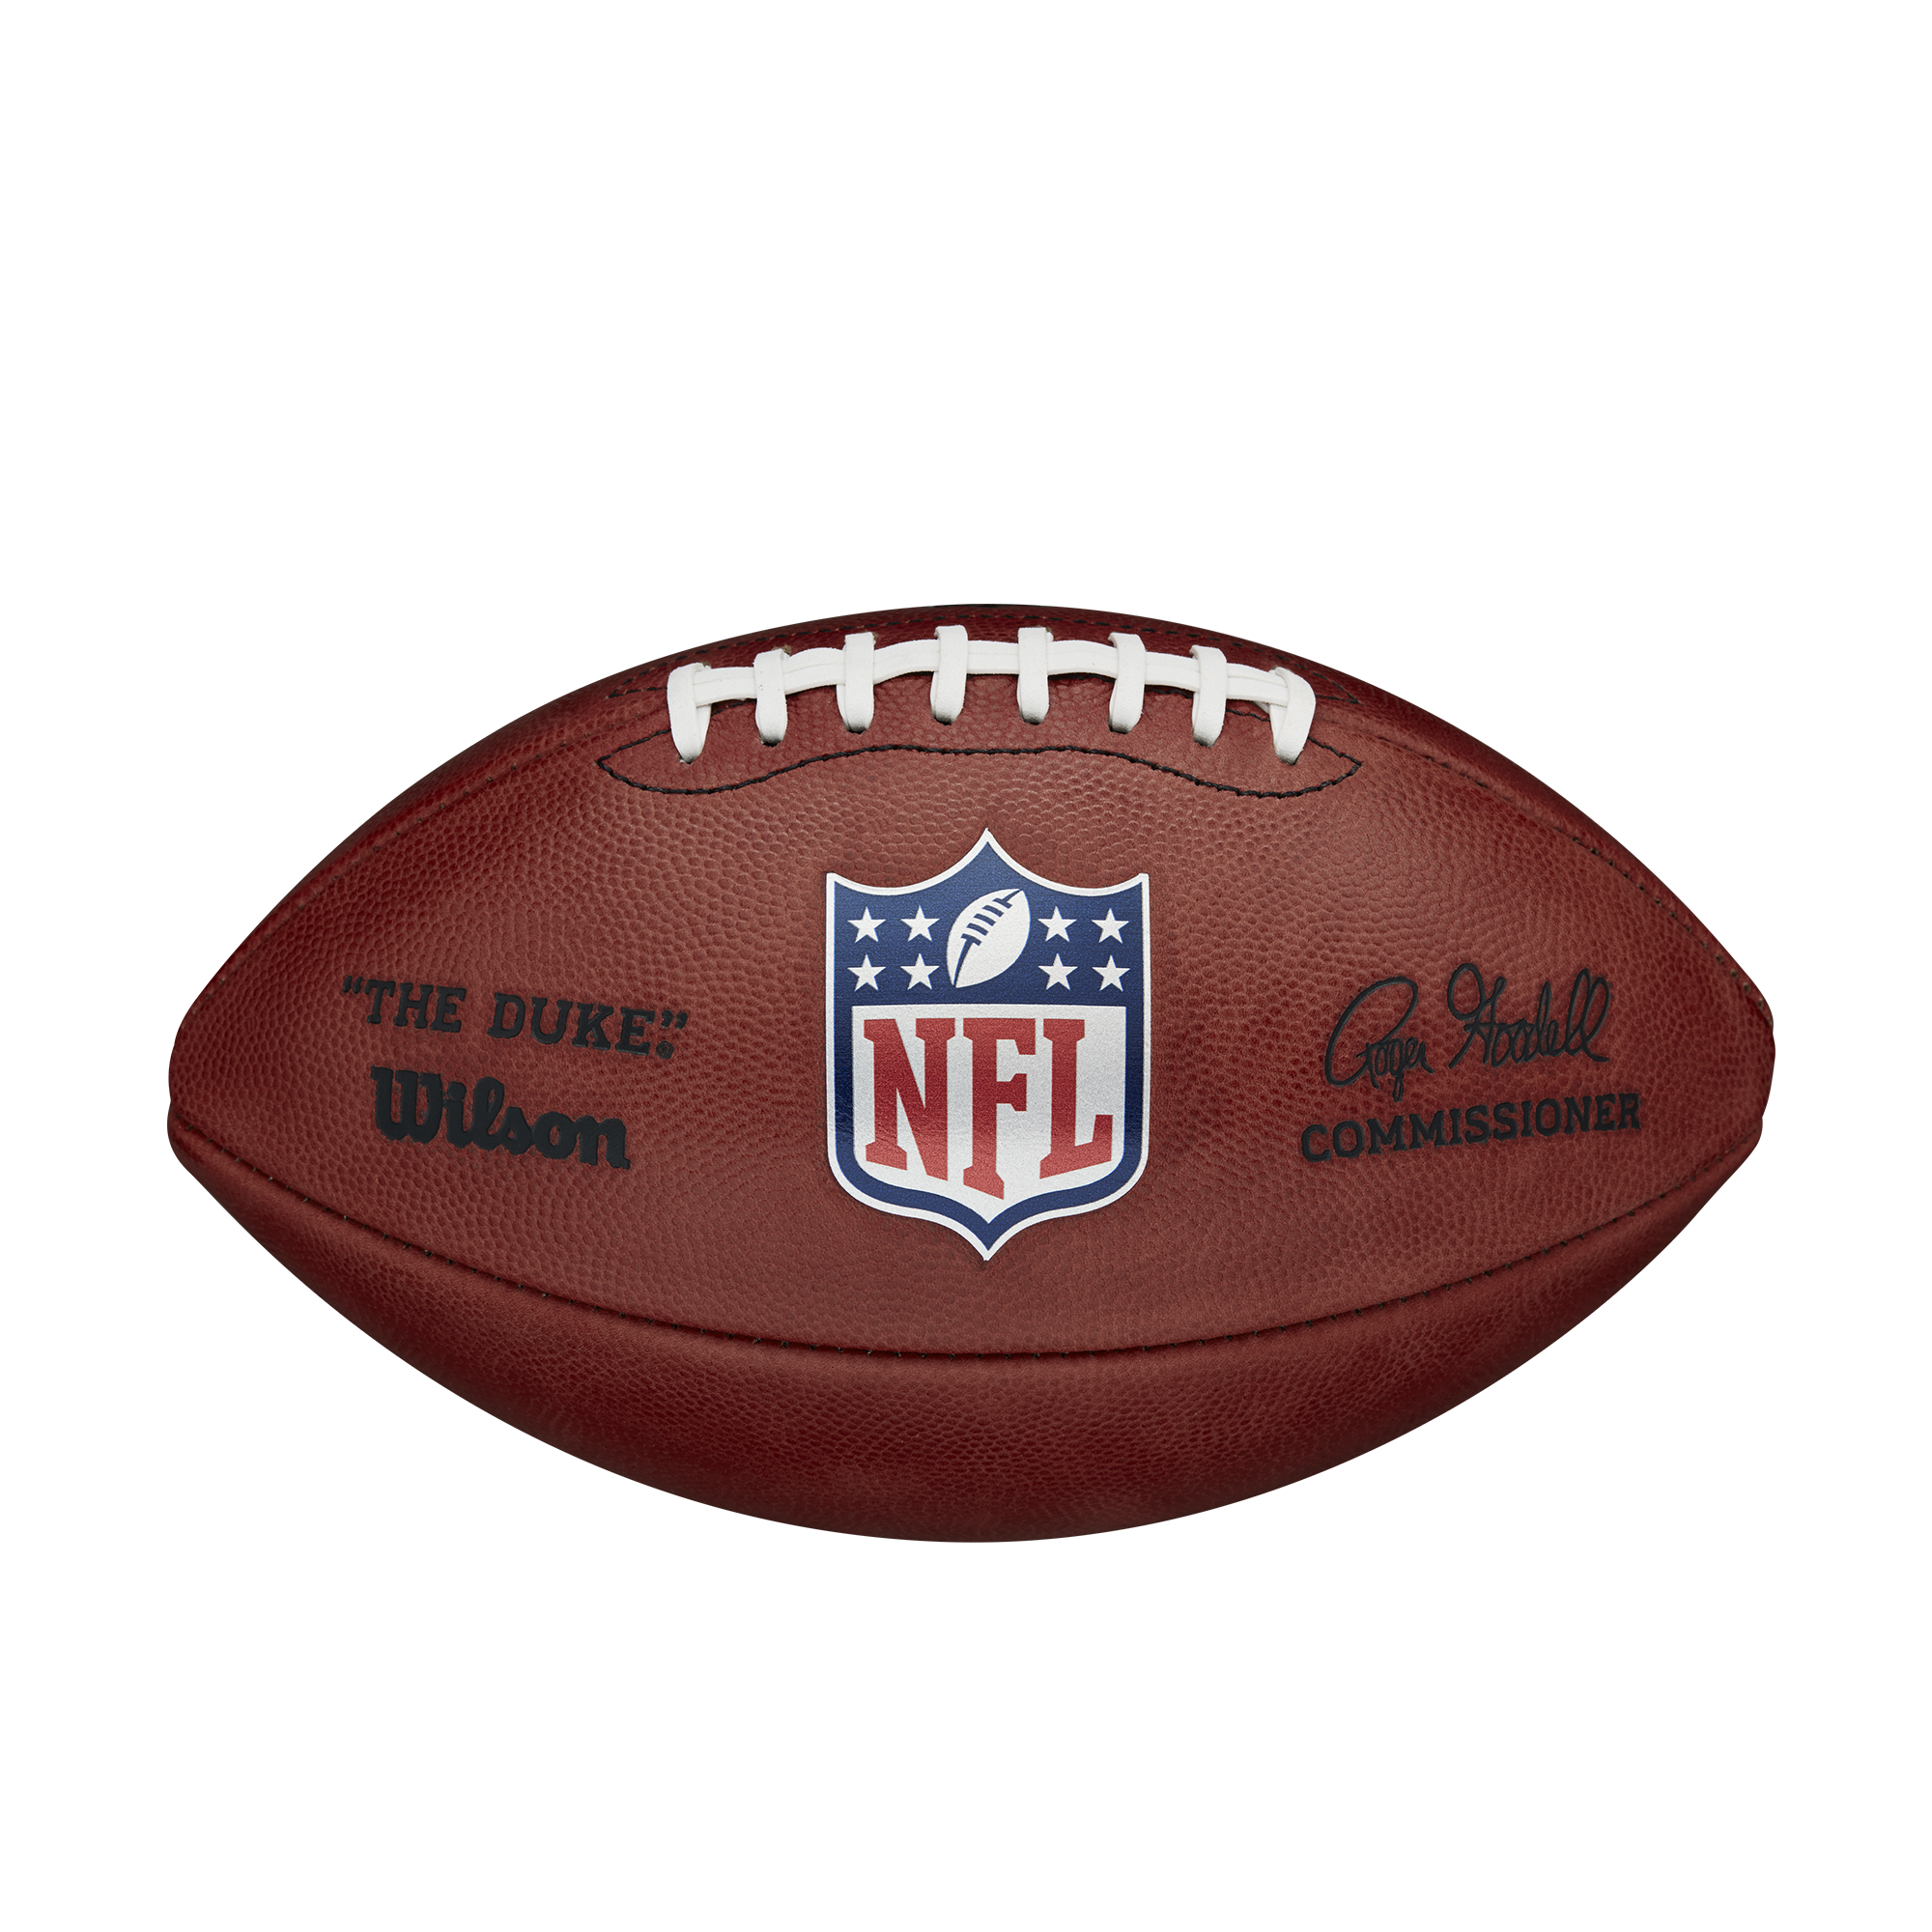 “THE DUKE.”®
Wilson
NFL
Roger Goodell
COMMISSIONER